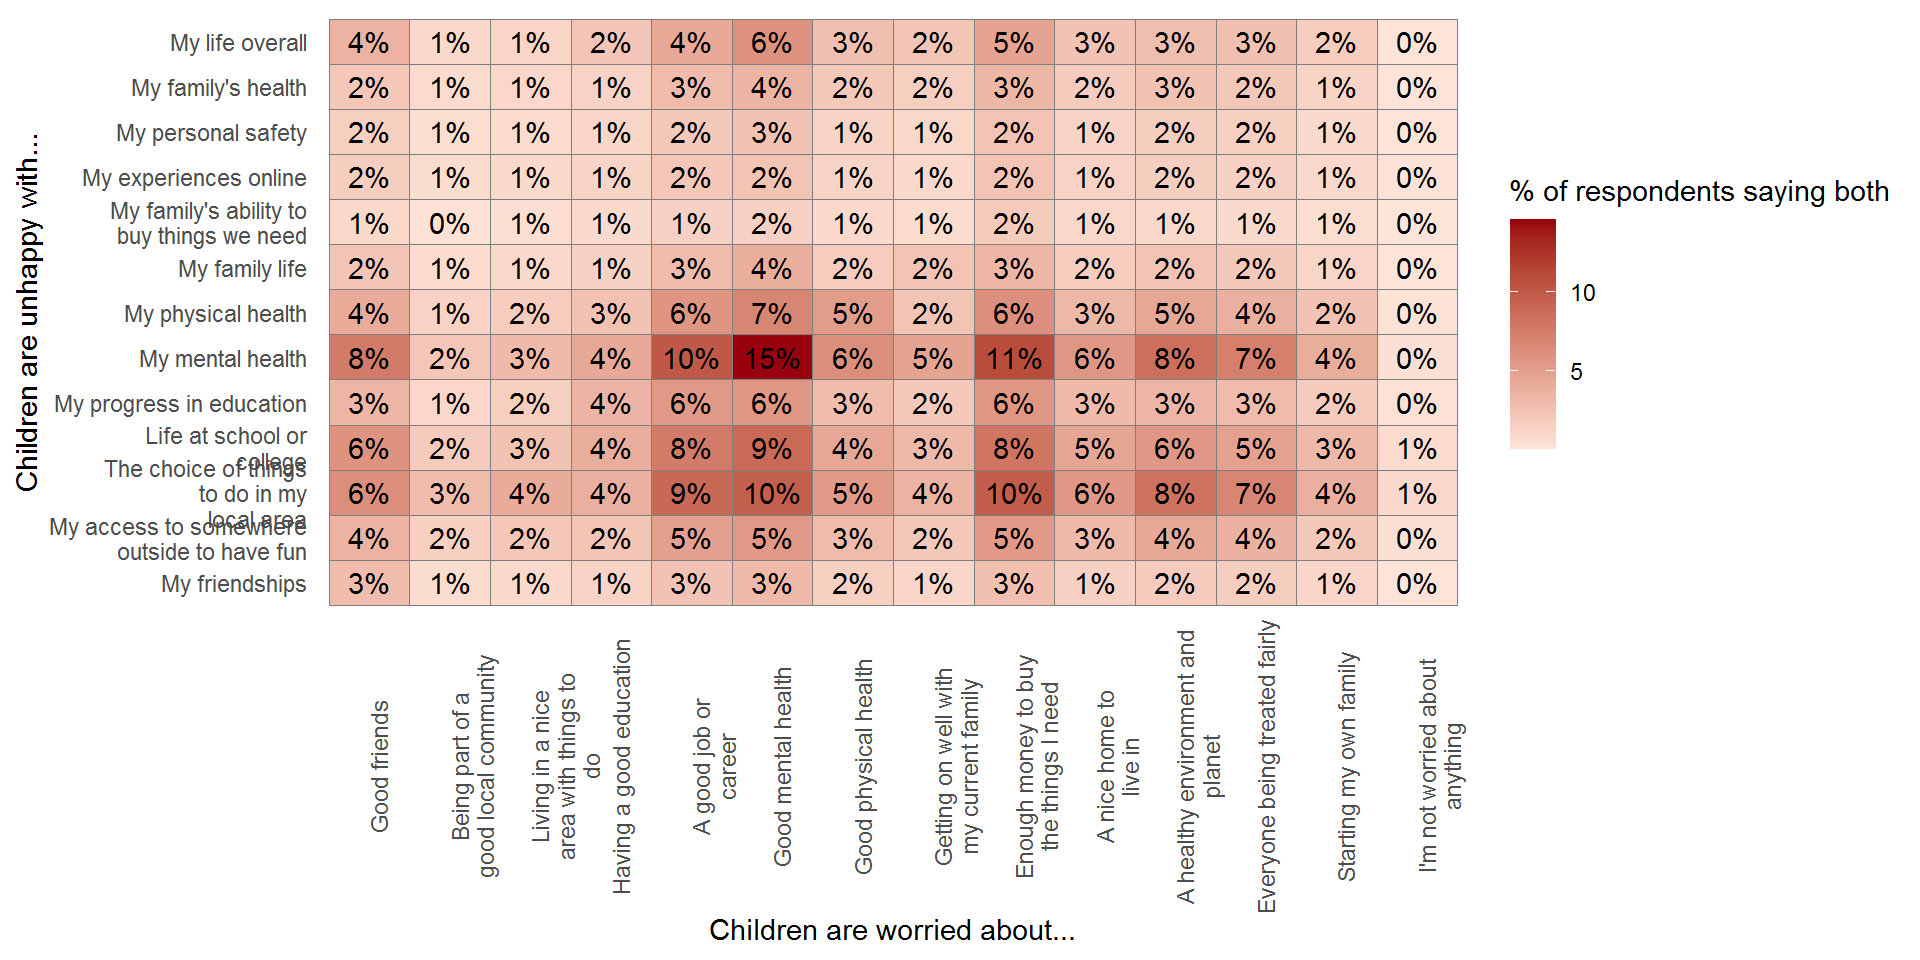 My life overall 4% 1% 1% 2% 4% 6% 3% 2% 5% 3% 3% 3% 2% 0%
My family's health 2% 1% 1% 1% 3% 4% 2% 2% 3% 2% 3% 2% 1% 0%
My personal safety 2% 1% 1% 1% 2% 3% 1% 1% 2% 1% 2% 2% 1% 0%
My experiences online 2% 1% 1% 1% 2% 2% 1% 1% 2% 1% 2% 2% 1% 0%
My family's ability to
buy things we need 1% 0% 1% 1% 1% 2% 1% 1% 2% 1% 1% 1% 1% 0%
My family life 2% 1% 1% 1% 3% 4% 2% 2% 3% 2% 2% 2% 1% 0%
My physical health 4% 1% 2% 3% 6% 7% 5% 2% 6% 3% 5% 4% 2% 0%
My mental health 8% 2% 3% 4% 10% 15% 6% 5% 11% 6% 8% 7% 4% 0%
My progress in education 3% 1% 2% 4% 6% 6% 3% 2% 6% 3% 3% 3% 2% 0%
Life at school or
college 6% 2% 3% 4% 8% 9% 4% 3% 8% 5% 6% 5% 3% 1%
The choice of things
to do in my
local area 6% 3% 4% 4% 9% 10% 5% 4% 10% 6% 8% 7% 4% 1%
My access to somewhere
outside to have fun 4% 2% 2% 2% 5% 5% 3% 2% 5% 3% 4% 4% 2% 0%
My friendships 3% 1% 1% 1% 3% 3% 2% 1% 3% 1% 2% 2% 1% 0%
Children are unhappy with...
Good friends
Being part of a
good local community
Living in a nice
area with things to
do
Having a good education
A good job or
career
Good mental health
Good physical health
Getting on well with
my current family
Enough money to buy
the things I need
A nice home to
live in
A healthy environment and
planet
Everyone being treated fairly
Starting my own family
I'm not worried about
anything
Children are worried about...
% of respondents saying both
10
5